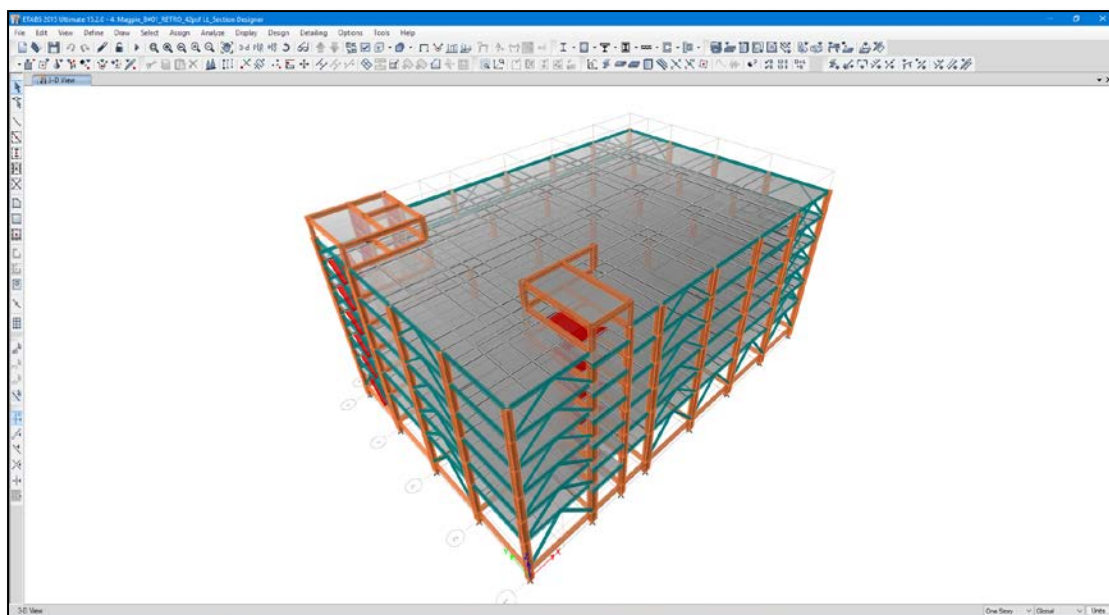 ETABS 2015 Ultimate 15.2.0 - 4. Magpie_B#01_RETRO_42psf LL_Section Designer
File Edit View Define Draw Select Assign Analyze Display Design Detailing Options Tools Help
3-D View
3-D View One Story Global Units